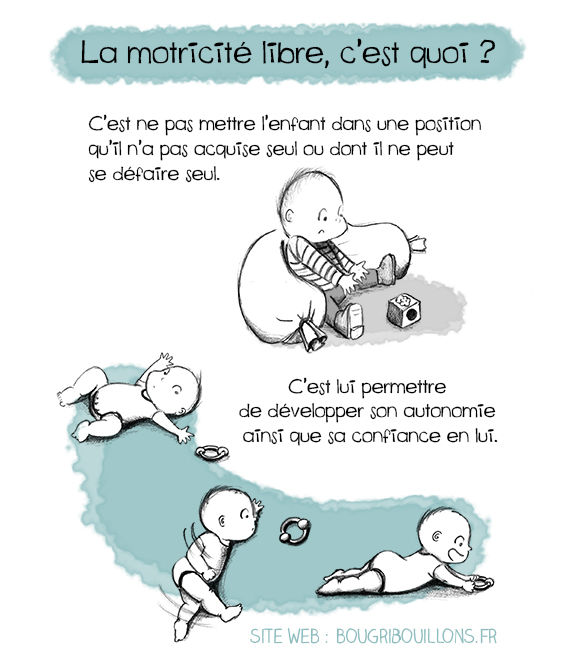 La motricité libre, c'est quoi ?
C'est ne pas mettre l'enfant dans une position
qu'il n'a pas acquise seul ou dont il ne peut
se défaire seul.
C'est lui permettre
de développer son autonomie
ainsi que sa confiance en lui.
SITE WEB : BOUGRIBOUILLONS.FR